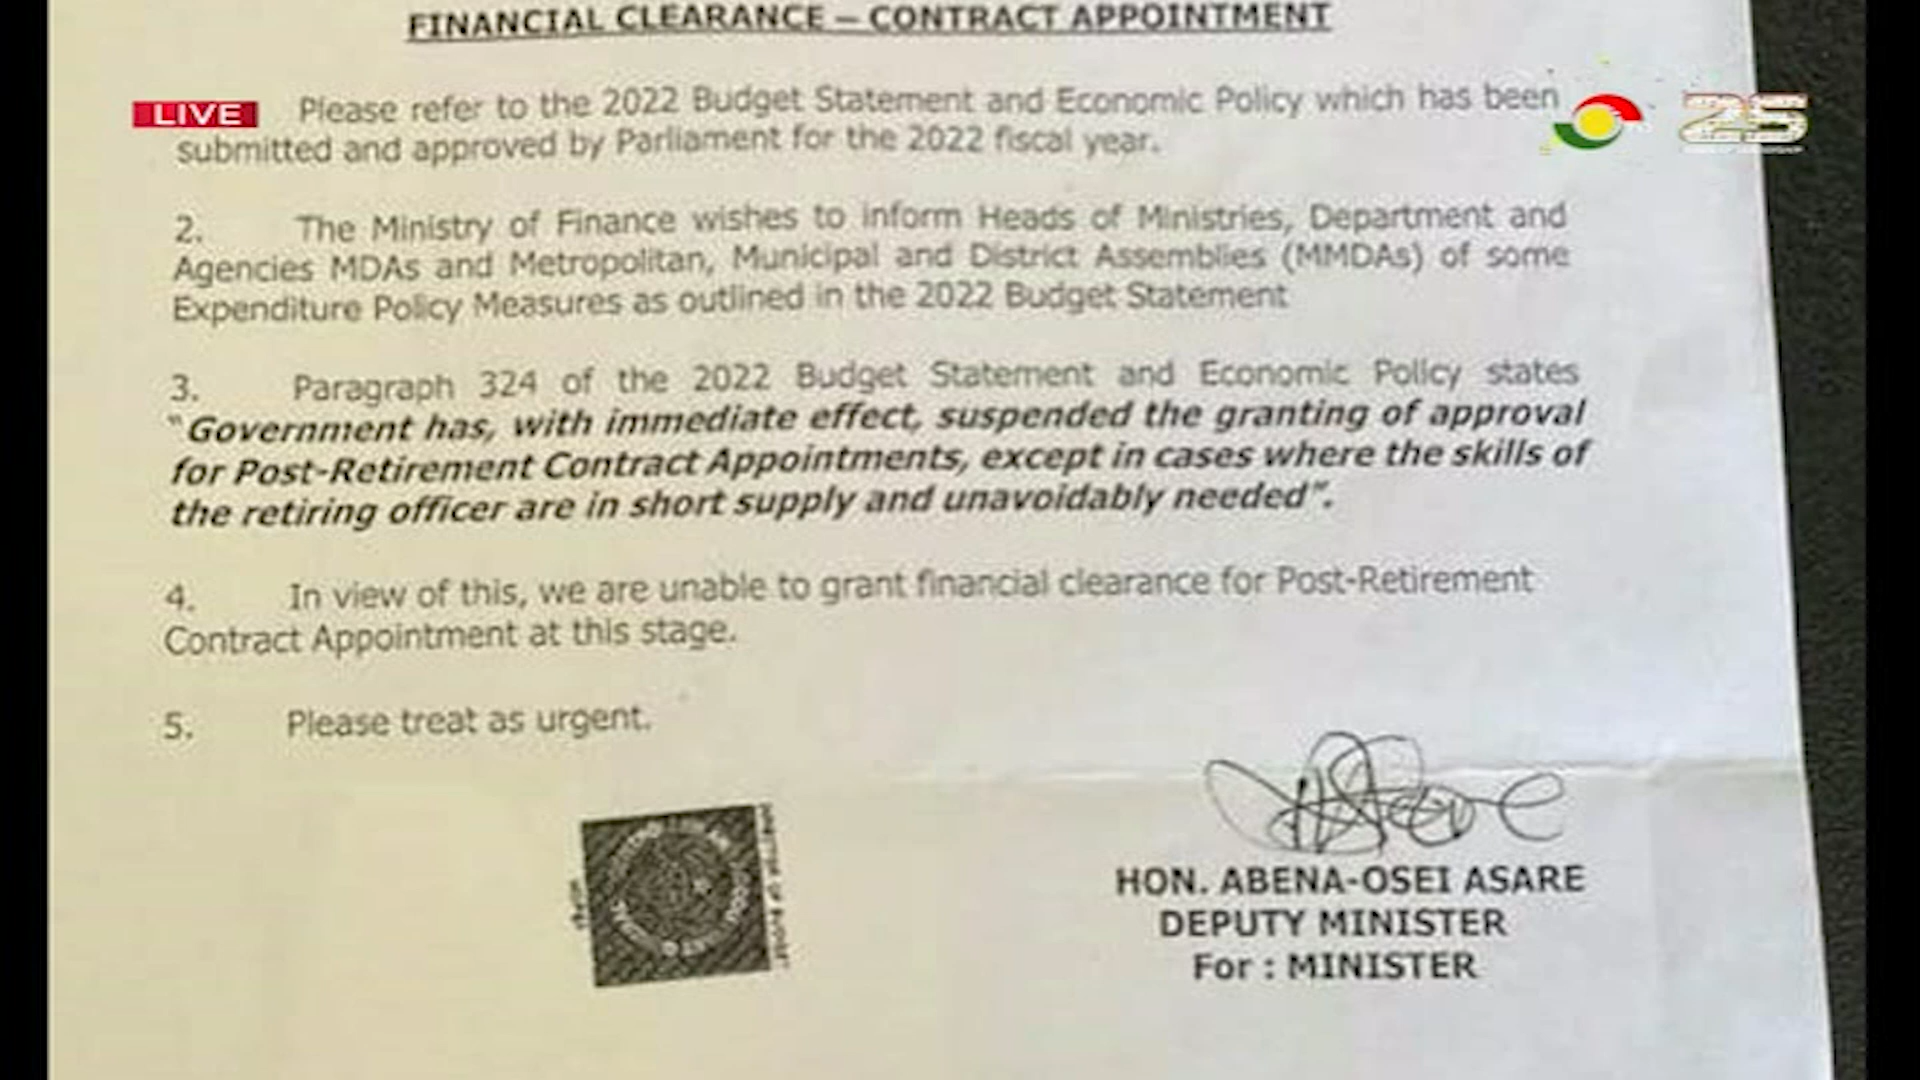 FINANCIAL CLEARANCE – CONTRACT APPOINTMENT
LIVE
Please refer to the 2022 Budget Statement and Economic Policy which has been
submitted and approved by Parliament for the 2022 fiscal year.
25
2. The Ministry of Finance wishes to inform Heads of Ministries, Department and
Agencies MDAs and Metropolitan, Municipal and District Assemblies (MMDAs) of some
Expenditure Policy Measures as outlined in the 2022 Budget Statement
3. Paragraph 324 of the 2022 Budget Statement and Economic Policy states
"Government has, with immediate effect, suspended the granting of approval
for Post-Retirement Contract Appointments, except in cases where the skills of
the retiring officer are in short supply and unavoidably needed".
4. In view of this, we are unable to grant financial clearance for Post-Retirement
Contract Appointment at this stage.
5. Please treat as urgent.
HON. ABENA-OSEI ASARE
DEPUTY MINISTER
For : MINISTER